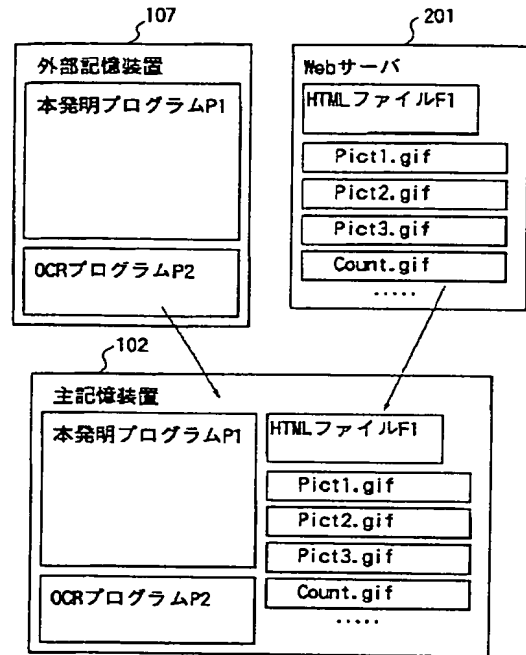 107
外部記憶装置
本発明プログラムP1
OCRプログラムP2
201
Webサーバ
HTMLファイルF1
Pict1.gif
Pict2.gif
Pict3.gif
Count.gif
.....
102
主記憶装置
本発明プログラムP1
OCRプログラムP2
HTMLファイルF1
Pict1.gif
Pict2.gif
Pict3.gif
Count.gif
.....